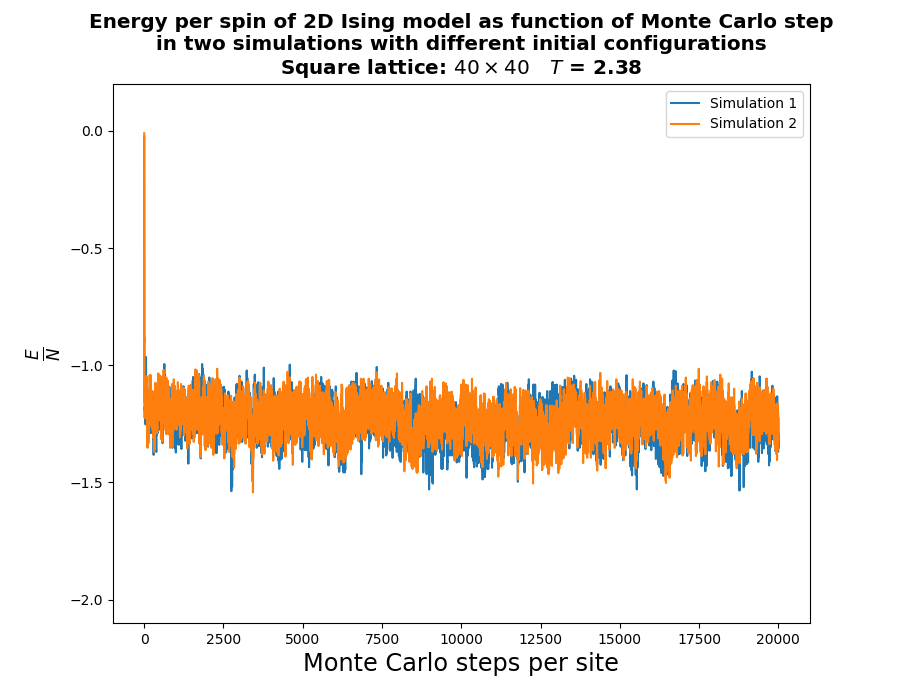 Energy per spin of 2D Ising model as function of Monte Carlo step
in two simulations with different initial configurations
Square lattice: 40 × 40 T = 2.38
Simulation 1
Simulation 2
0.0
−0.5
−1.0
−1.5
−2.0
E
N
0 2500 5000 7500 10000 12500 15000 17500 20000
Monte Carlo steps per site